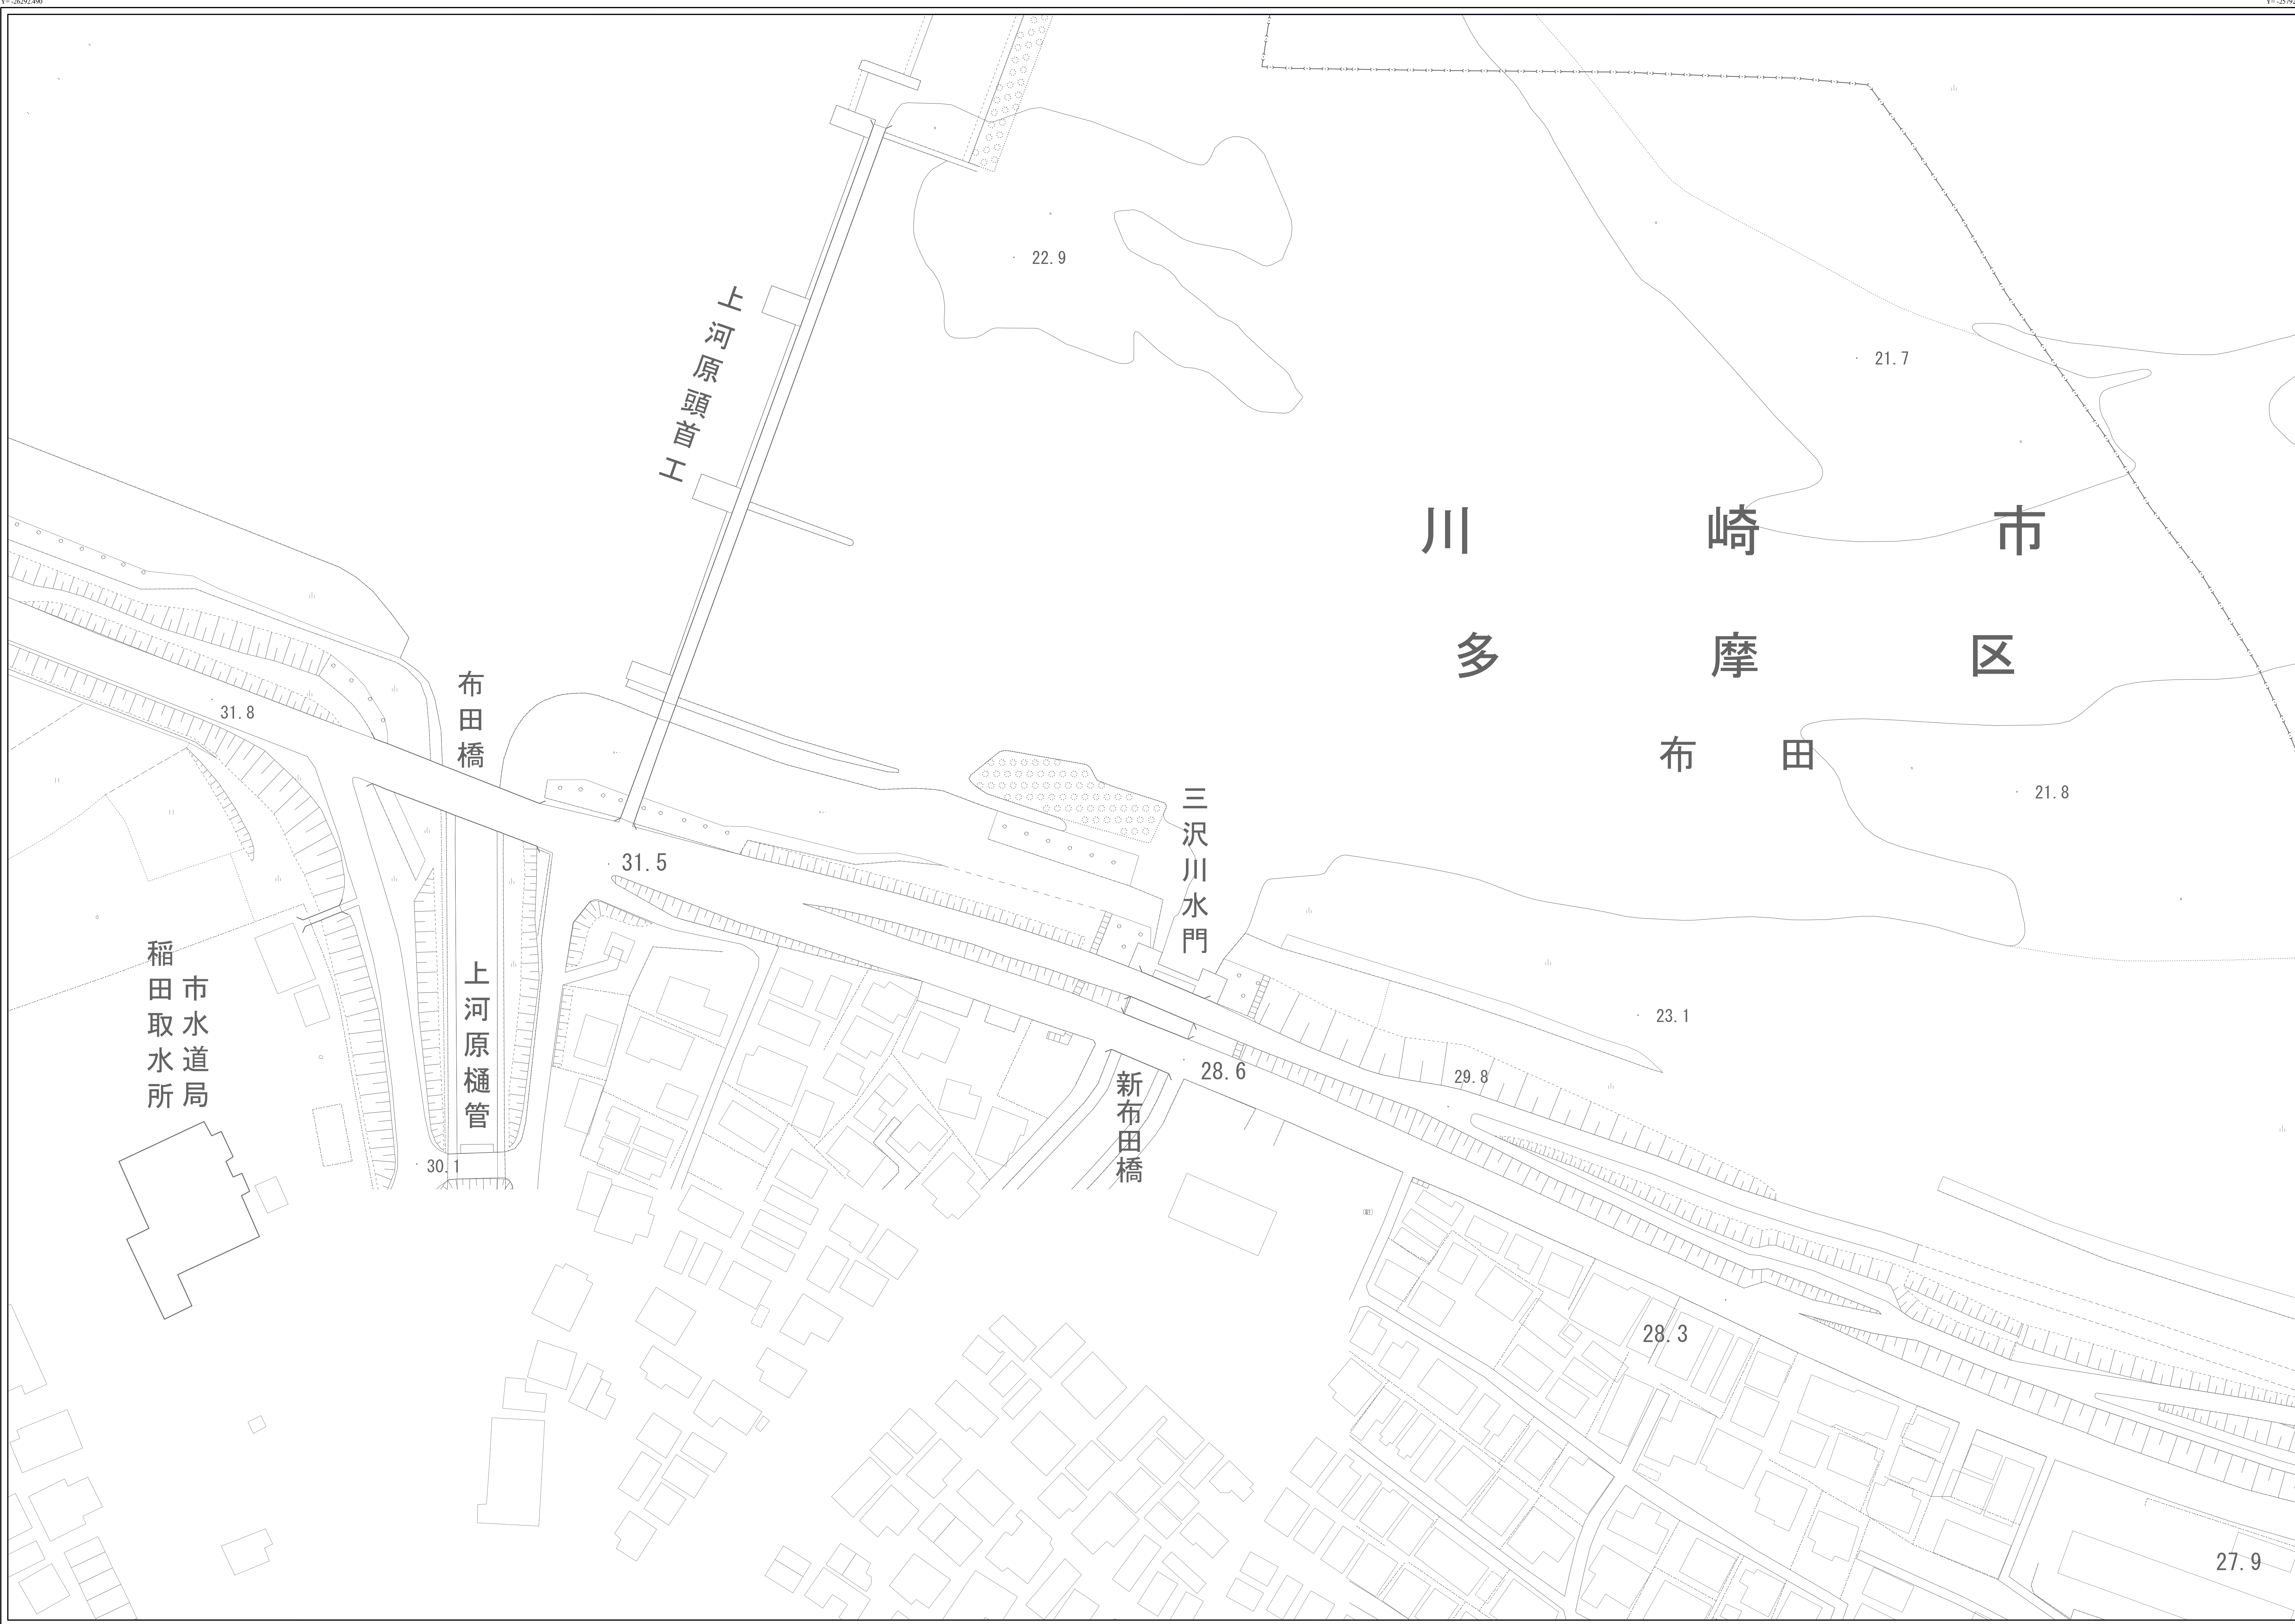 Y= -26292.490
22.9
上河原頭首工
21.7
川崎市
多摩区
布田
31.8
布田橋
21.8
三沢川水門
31.5
稲田取水所
市水道局
上河原樋管
23.1
28.6
29.8
新布田橋
30.1
28.3
27.9